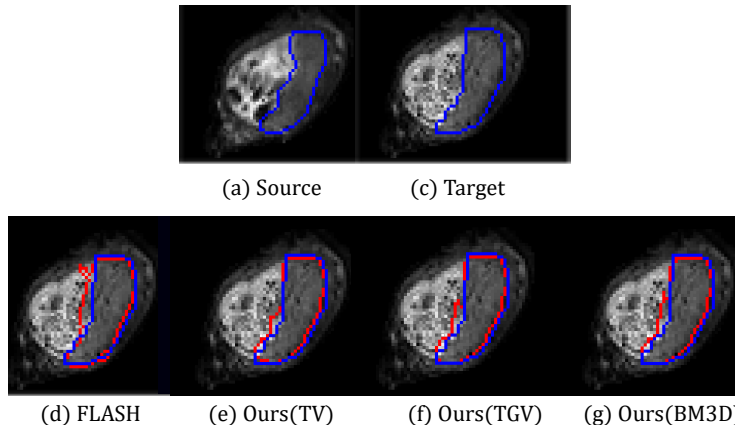 (a) Source
(c) Target
(d) FLASH
(e) Ours(TV)
(f) Ours(TGV)
(g) Ours(BM3D)